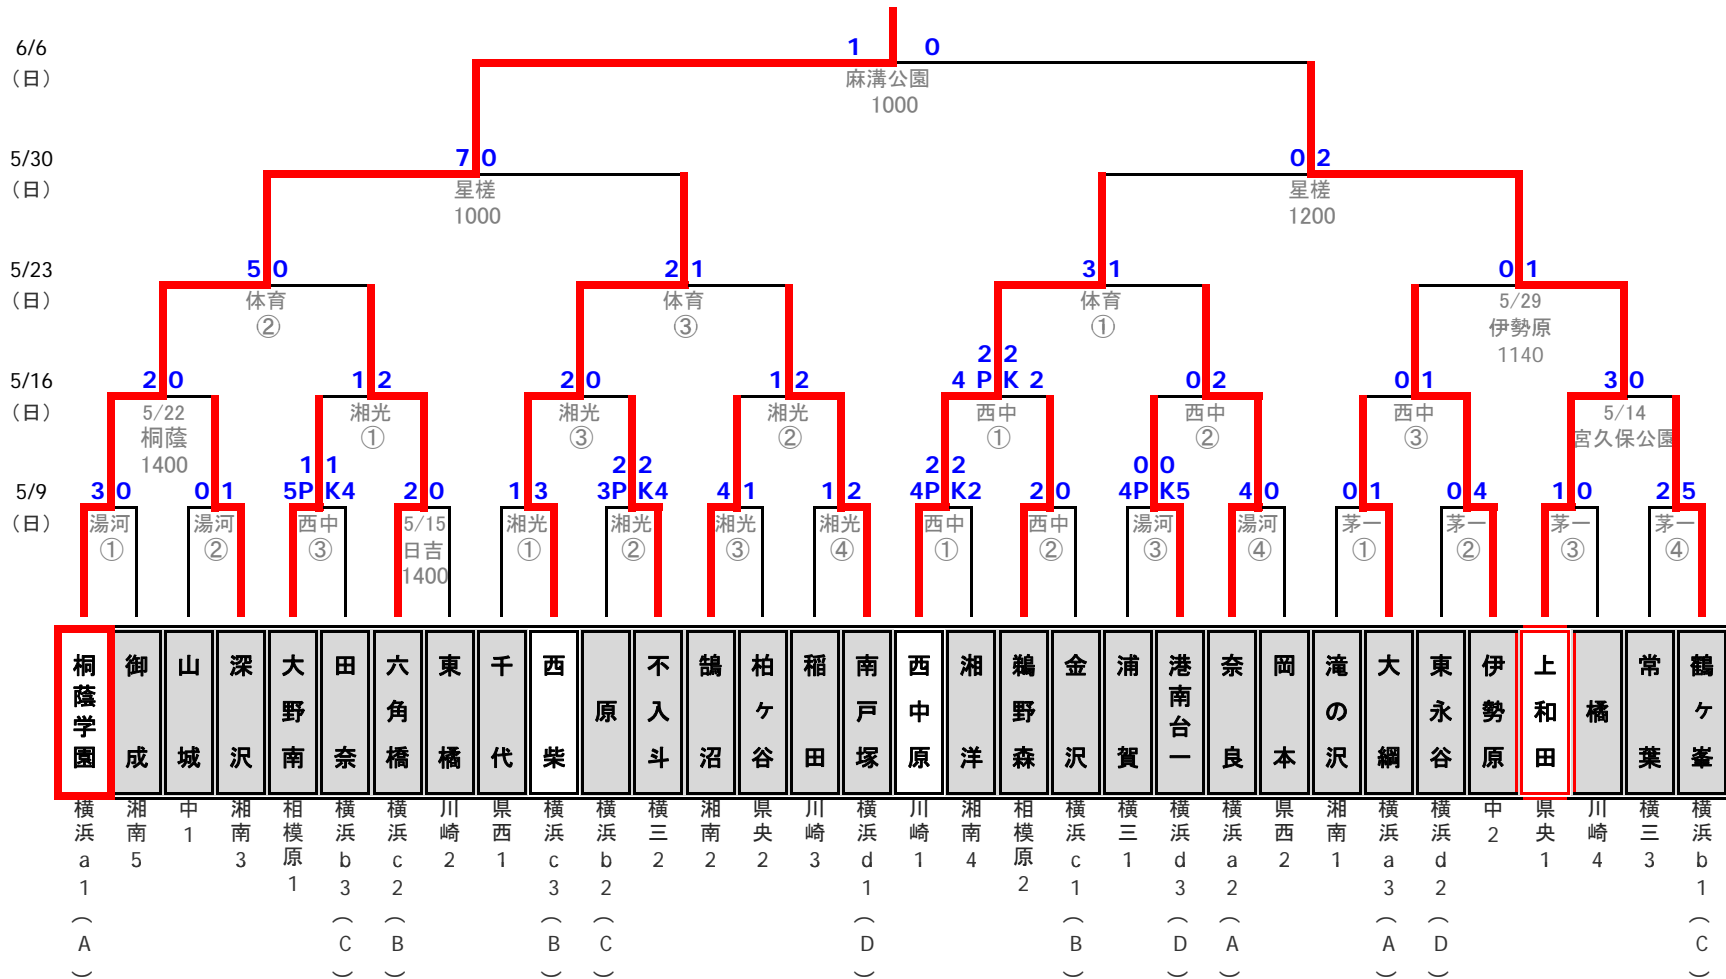 6/6
（日）
1 0
麻溝公園
1000
5/30
（日）
7 0
星槎
1000
0 2
星槎
1200
5/23
（日）
5 0
体育
②
2 1
体育
③
3 1
体育
①
0 1
5/29
伊勢原
1140
5/16
（日）
2 0
5/22
桐蔭
1400
1 2
湘光
①
2 0
湘光
③
1 2
湘光
②
2 2
4 P K 2
西中
①
0 2
西中
②
0 1
西中
③
3 0
5/14
宮久保公園
5/9
（日）
3 0
湯河
①
0 1
湯河
②
1 1
5P K4
西中
③
2 0
5/15
日吉
1400
1 3
湘光
①
2 2
3P K4
湘光
②
4 1
湘光
③
1 2
湘光
④
2 2
4P K2
西中
①
2 0
西中
②
0 0
4P K5
湯河
③
4 0
湯河
④
0 1
茅一
①
0 4
茅一
②
1 0
茅一
③
2 5
茅一
④
桐蔭学園
御成
山城
深沢
大野南
田奈
六角橋
東橘
千代
西柴
原
不入斗
鵠沼
柏ヶ谷
稲田
南戸塚
西中原
湘洋
鵜野森
金沢
浦賀
港南台一
奈良
岡本
滝の沢
大綱
東永谷
伊勢原
上和田
橘
常葉
鶴ヶ峯
横浜a1（A）
湘南5
中1
湘南3
相模原1
横浜b3（C）
横浜c2（B）
川崎2
県西1
横浜c3（B）
横浜b2（C）
横三2
湘南2
県央2
川崎3
横浜d1（D）
川崎1
湘南4
相模原2
横浜c1（B）
横三1
横浜d3（D）
横浜a2（A）
県西2
湘南1
横浜a3（A）
横浜d2（D）
中2
県央1
川崎4
横三3
横浜b1（C）